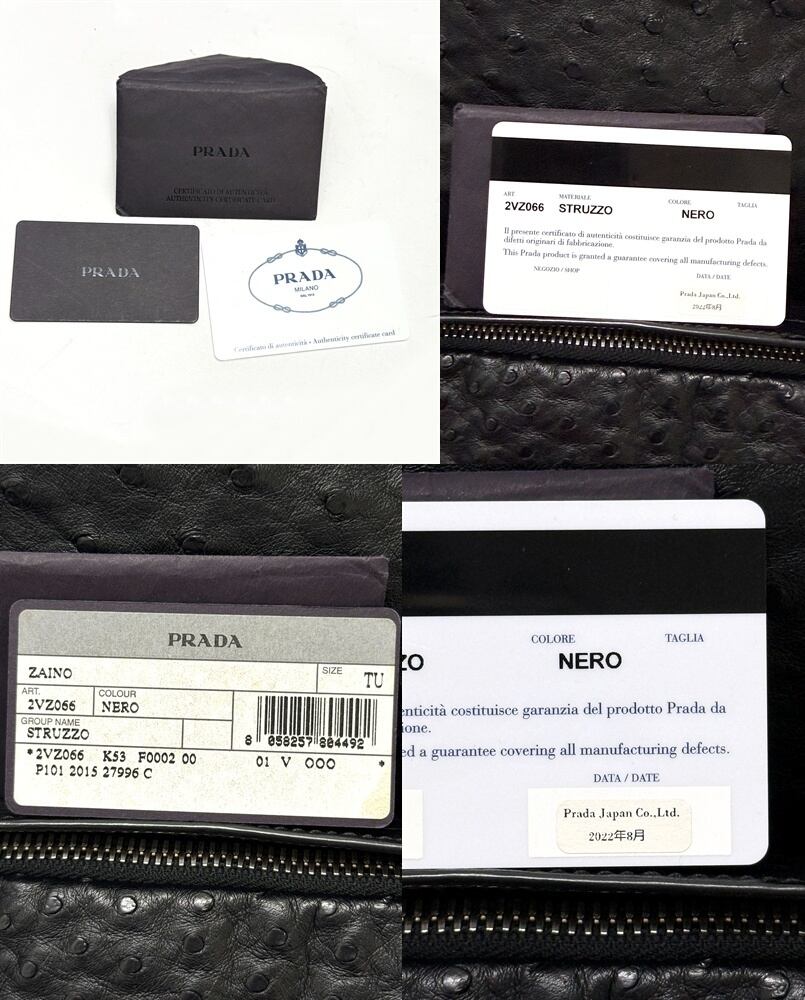 PRADA
CERTIFICATO DI AUTENTICITÀ
AUTHENTICITY CERTIFICATE CARD
PRADA
PRADA
MILANO
Certificato di autenticità • Authenticity certificate card
ART. MATERIALE COLORE TAGLIA
2VZ066 STRUZZO NERO
Il presente certificato di autenticità costituisce garanzia del prodotto Prada da
difetti originari di fabbricazione.
This Prada product is granted a guarantee covering all manufacturing defects.
NEGOZIO / SHOP DATA / DATE
Prada Japan Co.,Ltd.
2022年8月
PRADA
ZAINO SIZE TU
ART. COLOUR
2VZ066 NERO
GROUP NAME
STRUZZO
8 058257 804492
*2VZ066 K53 F0002 00 01 V OOO *
P101 2015 27996 C
COLORE TAGLIA
ZO NERO
enticità costituisce garanzia del prodotto Prada da
ione.
ed a guarantee covering all manufacturing defects.
DATA / DATE
Prada Japan Co.,Ltd.
2022年8月